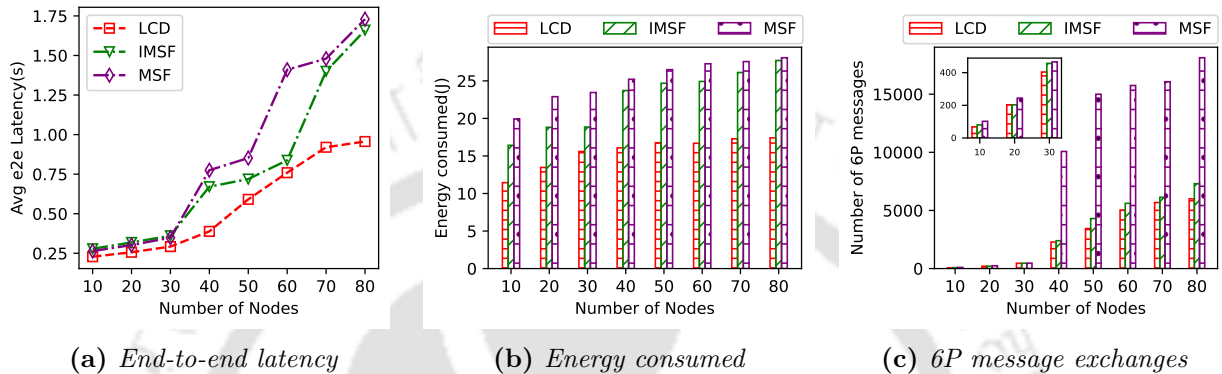 LCD
IMSF
MSF
Avg e2e Latency(s)
1.75
1.50
1.25
1.00
0.75
0.50
0.25
10 20 30 40 50 60 70 80
Number of Nodes
(a) End-to-end latency
LCD IMSF MSF
Energy consumed(J)
25
20
15
10
5
0
10 20 30 40 50 60 70 80
Number of Nodes
(b) Energy consumed
LCD IMSF MSF
Number of 6P messages
15000
10000
5000
0
400
200
0
10 20 30
10 20 30 40 50 60 70 80
Number of Nodes
(c) 6P message exchanges